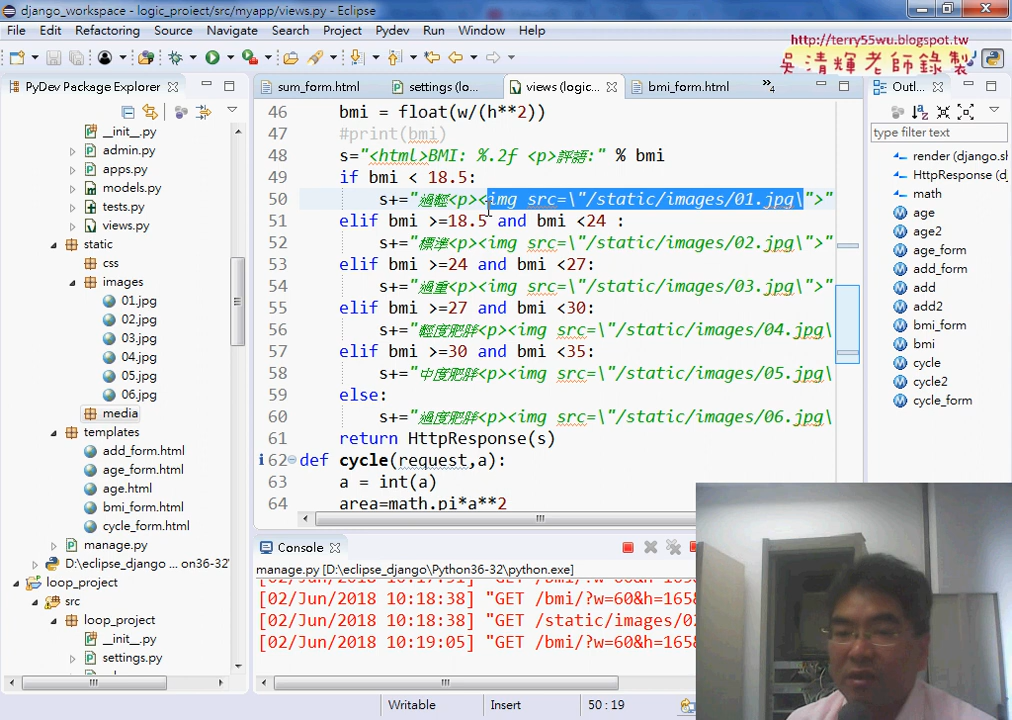 django_workspace - logic_project/src/myapp/views.py - Eclipse
File Edit Refactoring Source Navigate Search Project Pydev Run Window Help
http://terry55wu.blogspot.tw
吳清輝老師錄製
PyDev Package Explorer
__init__.py
admin.py
apps.py
models.py
tests.py
views.py
static
css
images
01.jpg
02.jpg
03.jpg
04.jpg
05.jpg
06.jpg
media
templates
add_form.html
age_form.html
age.html
bmi_form.html
cycle_form.html
manage.py
D:\eclipse_django\ ... on36-32\
loop_project
src
loop_project
__init__.py
settings.py
sum_form.html settings (lo... views (logic... bmi_form.html »4
46 bmi = float(w/(h**2))
47 #print(bmi)
48 s="<html>BMI: %.2f <p>評語:" % bmi
49 if bmi < 18.5:
50 s+="過輕<p><img src=\"/static/images/01.jpg\">"
51 elif bmi >=18.5 and bmi <24 :
52 s+="標準<p><img src=\"/static/images/02.jpg\">"
53 elif bmi >=24 and bmi <27:
54 s+="過重<p><img src=\"/static/images/03.jpg\">"
55 elif bmi >=27 and bmi <30:
56 s+="輕度肥胖<p><img src=\"/static/images/04.jpg\
57 elif bmi >=30 and bmi <35:
58 s+="中度肥胖<p><img src=\"/static/images/05.jpg\
59 else:
60 s+="過度肥胖<p><img src=\"/static/images/06.jpg\
61 return HttpResponse(s)
62 def cycle(request,a):
63 a = int(a)
64 area=math.pi*a**2
Outl...
type filter text
render (django.sh
HttpResponse (dj
math
age
age2
age_form
add_form
add
add2
bmi_form
bmi
cycle
cycle2
cycle_form
Console
manage.py [D:\eclipse_django\Python36-32\python.exe]
[02/Jun/2018 10:18:38] "GET /bmi/?w=60&h=1658
[02/Jun/2018 10:18:38] "GET /static/images/02
[02/Jun/2018 10:19:05] "GET /bmi/?w=60&h=1658
Writable Insert 50 : 19